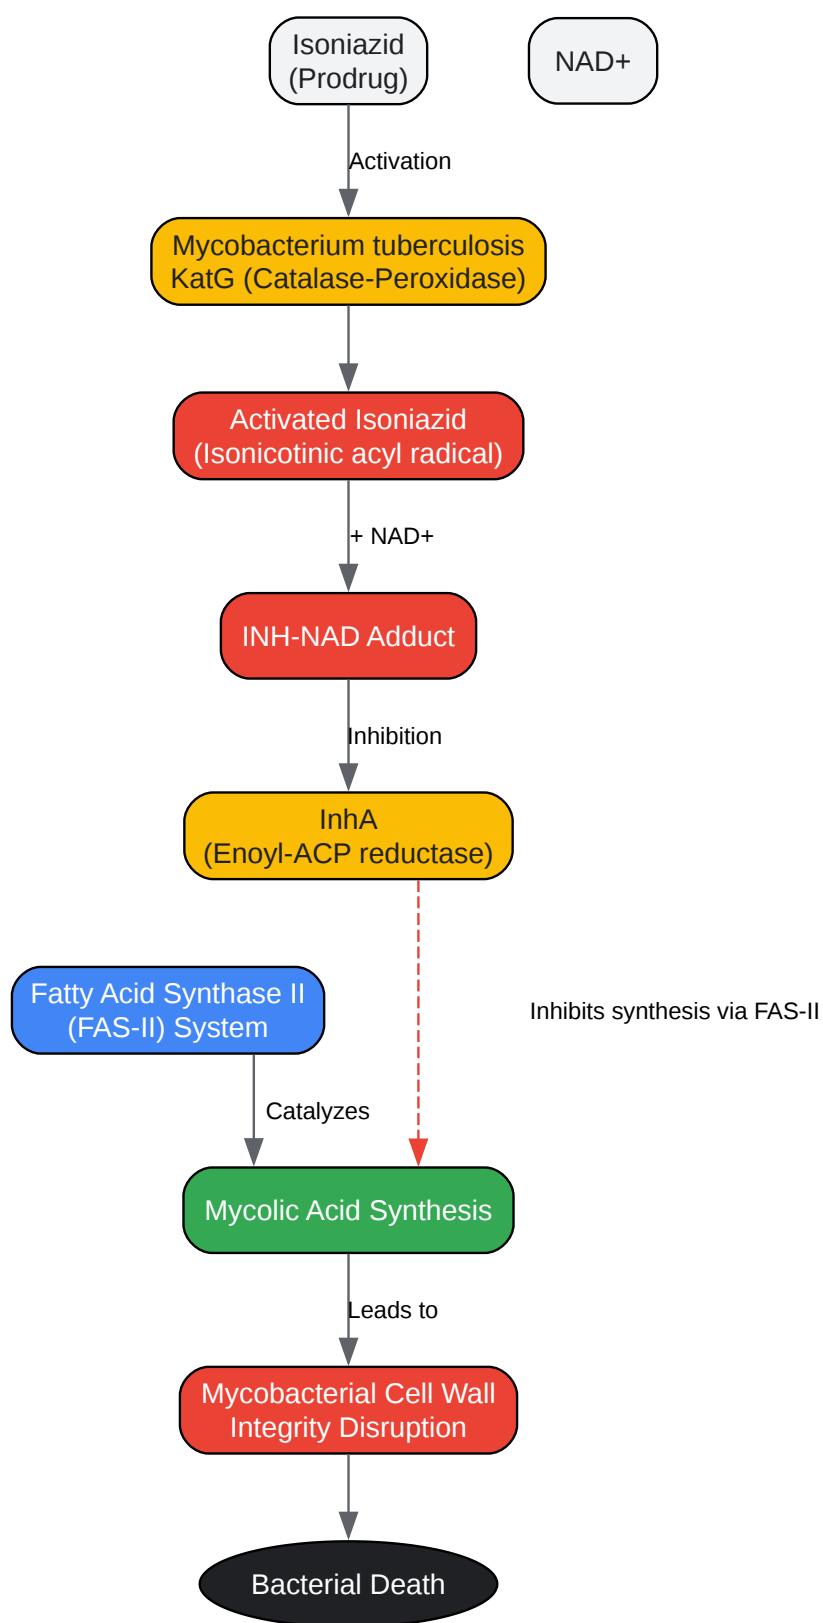 Isoniazid
(Prodrug)
NAD+
Activation
Mycobacterium tuberculosis
KatG (Catalase-Peroxidase)
Activated Isoniazid
(Isonicotinic acyl radical)
+ NAD+
INH-NAD Adduct
Inhibition
InhA
(Enoyl-ACP reductase)
Fatty Acid Synthase II
(FAS-II) System
Inhibits synthesis via FAS-II
Catalyzes
Mycolic Acid Synthesis
Leads to
Mycobacterial Cell Wall
Integrity Disruption
Bacterial Death